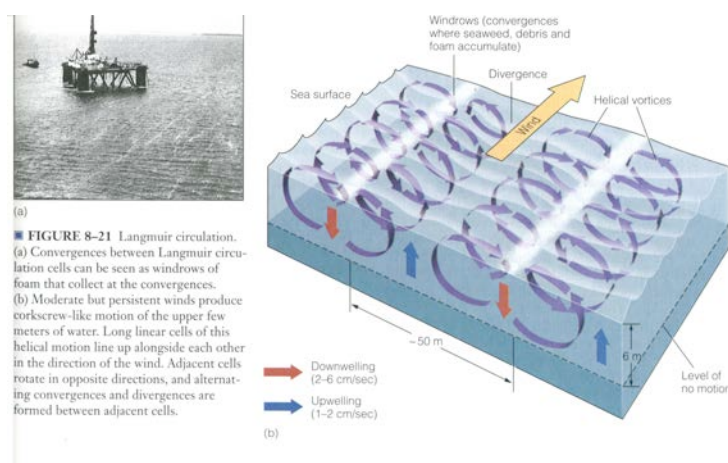 (a)
■ FIGURE 8–21 Langmuir circulation.
(a) Convergences between Langmuir circu-
lation cells can be seen as windrows of
foam that collect at the convergences.
(b) Moderate but persistent winds produce
corkscrew-like motion of the upper few
meters of water. Long linear cells of this
helical motion line up alongside each other
in the direction of the wind. Adjacent cells
rotate in opposite directions, and alternat-
ing convergences and divergences are
formed between adjacent cells.
Windrows (convergences
where seaweed, debris and
foam accumulate)
Divergence
Sea surface
Helical vortices
Wind
~50 m
6 m
Level of
no motion
Downwelling
(2–6 cm/sec)
Upwelling
(1–2 cm/sec)
(b)